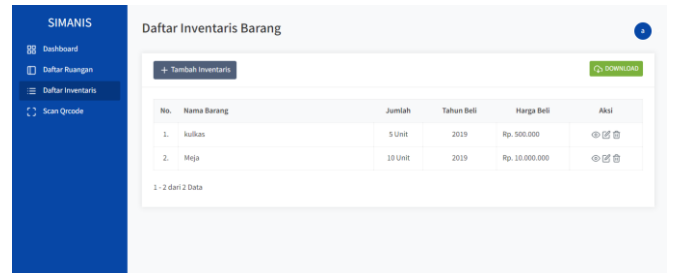 SIMANIS
Dashboard
Daftar Ruangan
Daftar Inventaris
Scan Qrcode
Daftar Inventaris Barang
a
+ Tambah Inventaris
DOWNLOAD
No. Nama Barang Jumlah Tahun Beli Harga Beli Aksi
1. kulkas 5 Unit 2019 Rp. 500.000
2. Meja 10 Unit 2019 Rp. 10.000.000
1 - 2 dari 2 Data